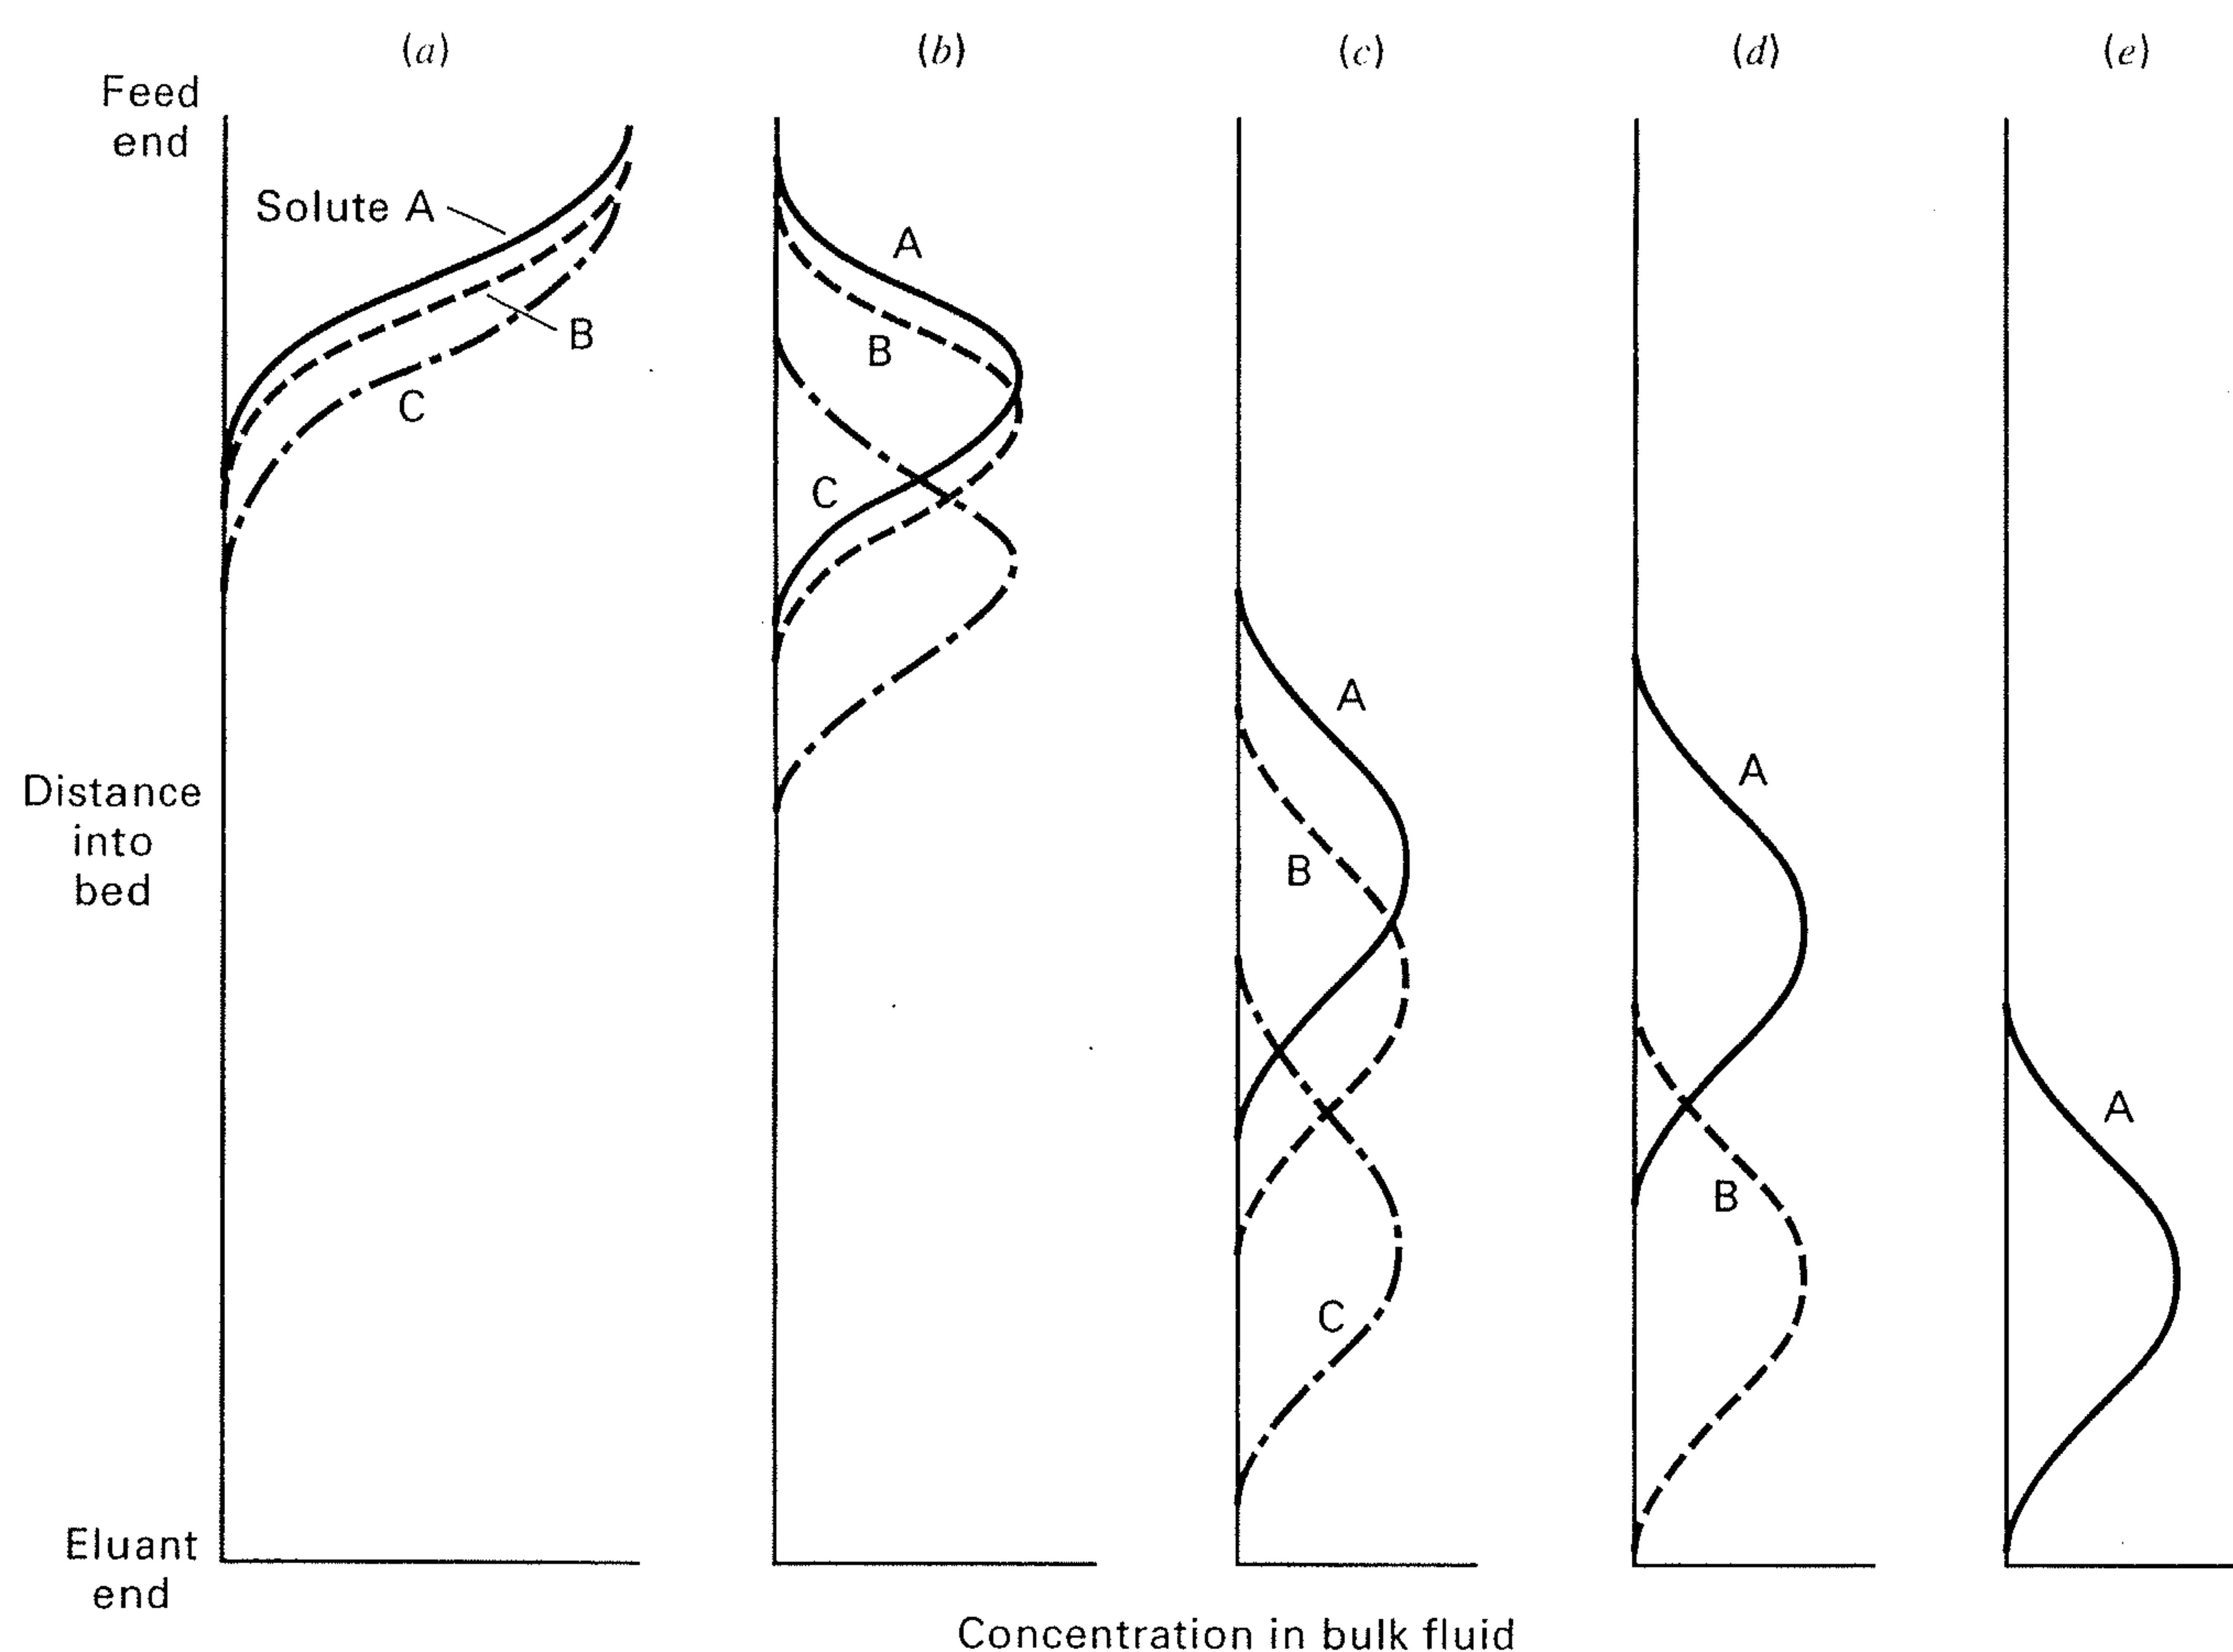 (a) (b) (c) (d) (e)
Feed
end
Solute A
B
C
A
B
C
A
B
C
A
B
A
Distance
into
bed
Eluant
end
Concentration in bulk fluid